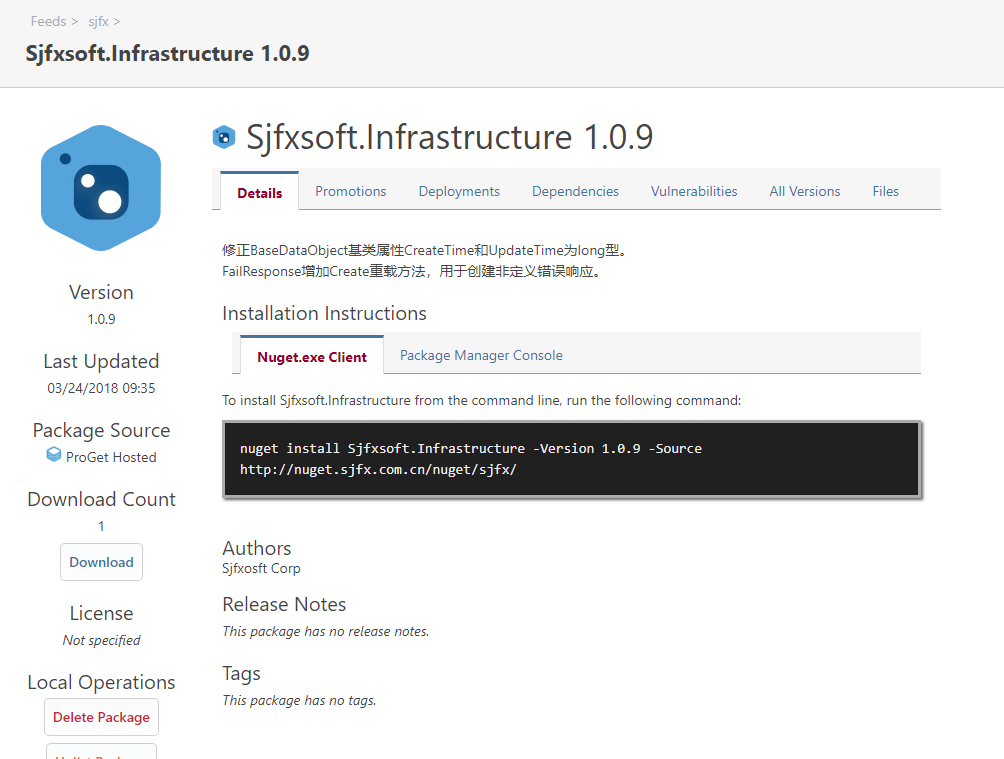 Feeds > sjfx >
Sjfxsoft.Infrastructure 1.0.9
Sjfxsoft.Infrastructure 1.0.9
Details Promotions Deployments Dependencies Vulnerabilities All Versions Files
修正BaseDataObject基类属性CreateTime和UpdateTime为long型。
FailResponse增加Create重载方法，用于创建非定义错误响应。
Installation Instructions
Nuget.exe Client Package Manager Console
To install Sjfxsoft.Infrastructure from the command line, run the following command:
nuget install Sjfxsoft.Infrastructure -Version 1.0.9 -Source
http://nuget.sjfx.com.cn/nuget/sjfx/
Authors
Sjfxosft Corp
Release Notes
This package has no release notes.
Tags
This package has no tags.
Version
1.0.9
Last Updated
03/24/2018 09:35
Package Source
ProGet Hosted
Download Count
1
Download
License
Not specified
Local Operations
Delete Package